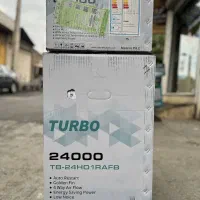 TURBO
24000
TB-24HD1RAFB
• Auto Restart
• Golden Fin
• 4 Way Air Flow
• Energy Saving Power
• Low Noise